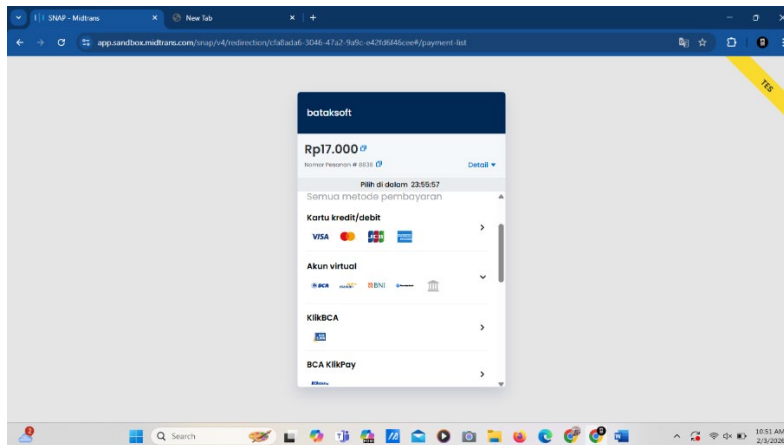 SNAP - Midtrans
New Tab
app.sandbox.midtrans.com/snap/v4/redirection/cfa8ada6-3046-47a2-9a9c-e42fd6f46cee#/payment-list
TES
bataksoft
Rp17.000
Nomor Pesanan #
Detail
Pilih di dalam 23:55:57
Semua metode pembayaran
Kartu kredit/debit
VISA
JCB
Akun virtual
BCA
BNI
KlikBCA
BCA KlikPay
Search
10:51 AM